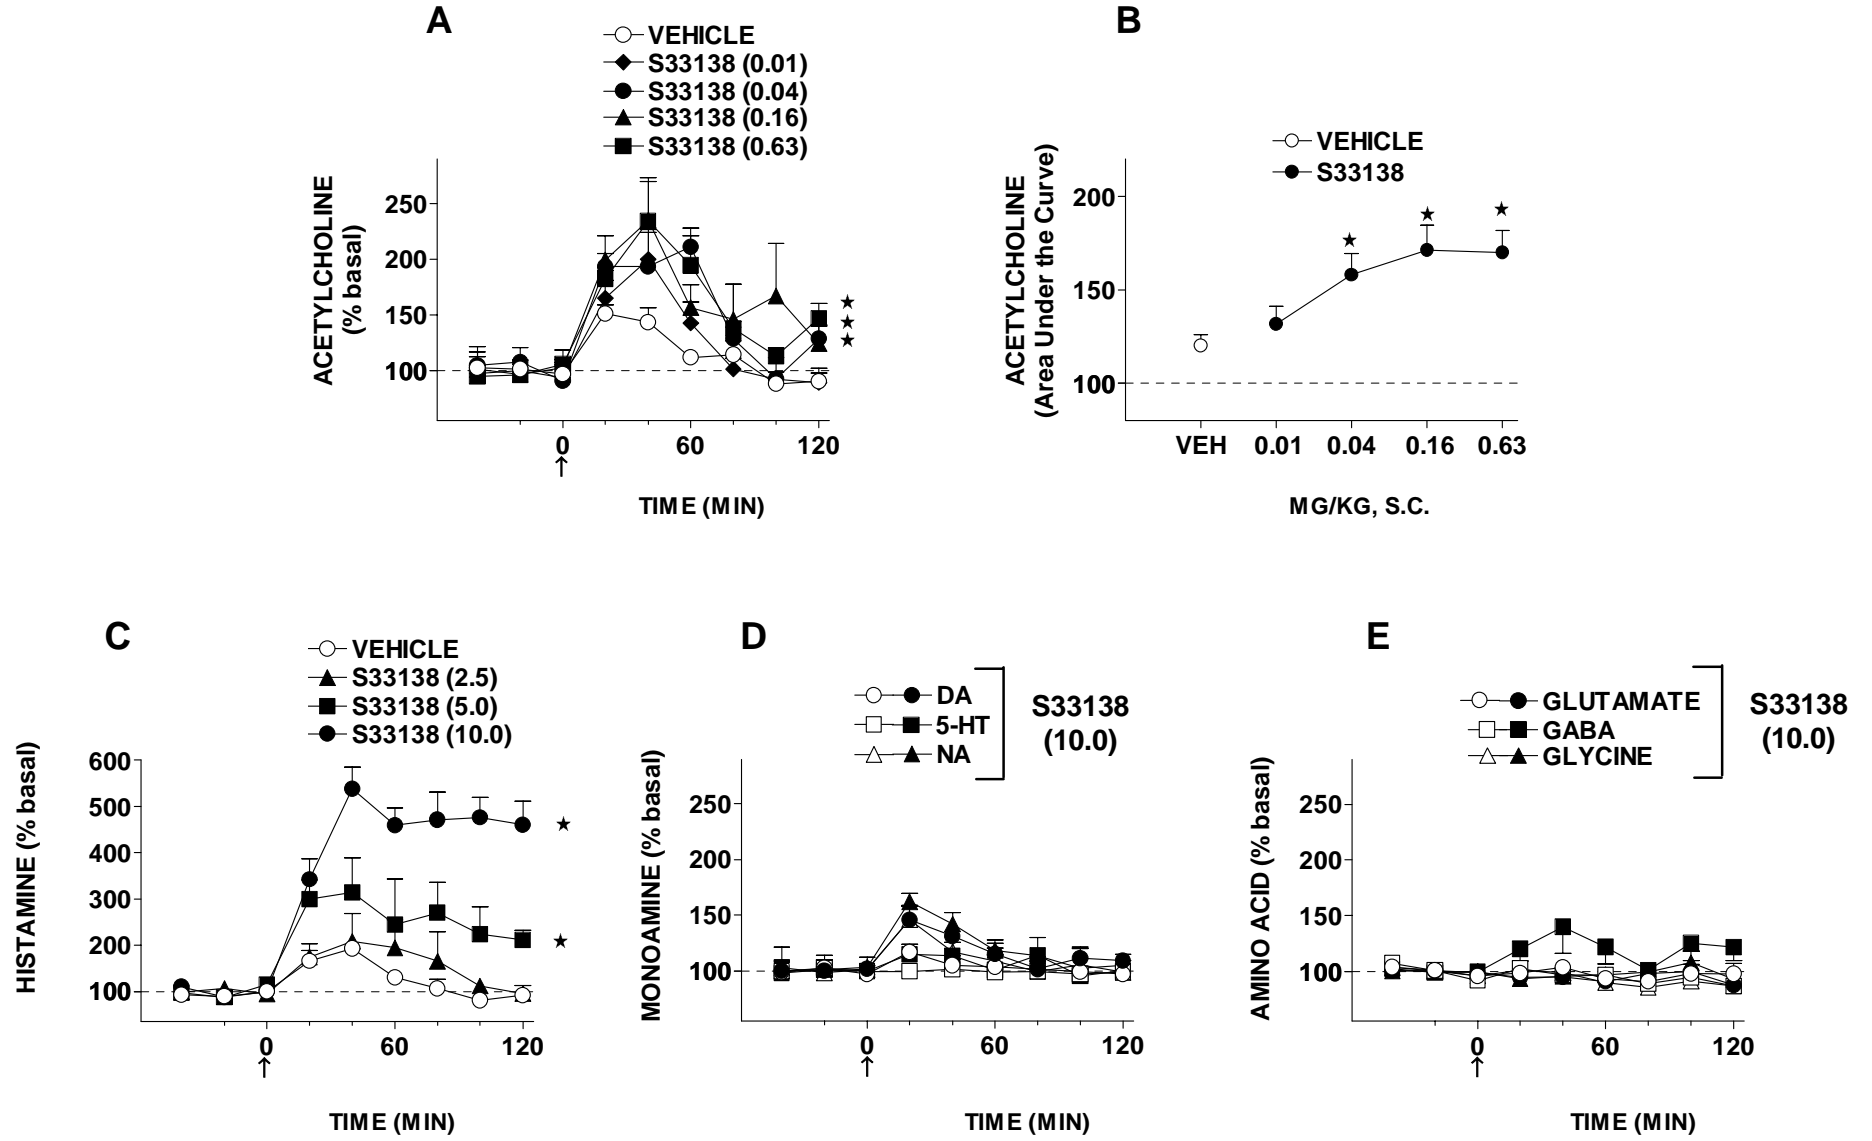 A
VEHICLE
S33138 (0.01)
S33138 (0.04)
S33138 (0.16)
S33138 (0.63)
ACETYLCHOLINE
(% basal)
250
200
150
100
0
60
120
↑
TIME (MIN)
★
★
★
B
VEHICLE
S33138
ACETYLCHOLINE
(Area Under the Curve)
200
150
100
★
★
★
VEH
0.01
0.04
0.16
0.63
MG/KG, S.C.
C
VEHICLE
S33138 (2.5)
S33138 (5.0)
S33138 (10.0)
HISTAMINE (% basal)
600
500
400
300
200
100
★
★
0
60
120
↑
TIME (MIN)
D
DA
5-HT
NA
S33138
(10.0)
MONOAMINE (% basal)
250
200
150
100
0
60
120
↑
TIME (MIN)
E
GLUTAMATE
GABA
GLYCINE
S33138
(10.0)
AMINO ACID (% basal)
250
200
150
100
0
60
120
↑
TIME (MIN)